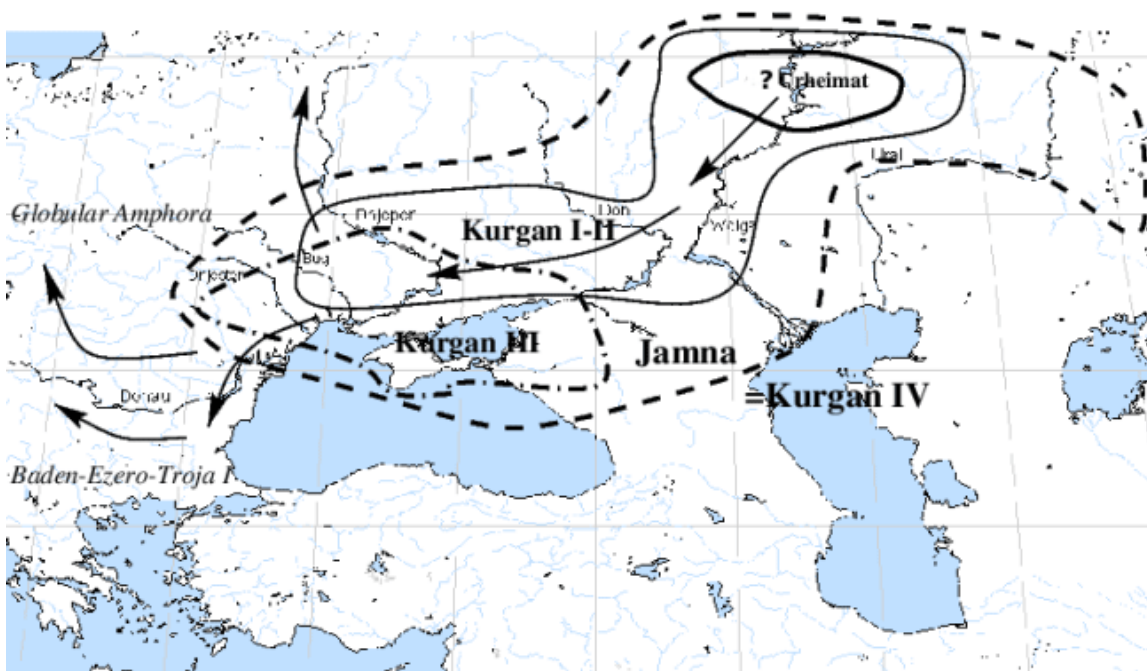 ? Urheimat
Ural
Globular Amphora
Dnjepr
Don
Kurgan I-II
Wolga
Bug
Dnjestr
Kurgan III
Jamna
=Kurgan IV
Donau
Baden-Ezero-Troja I